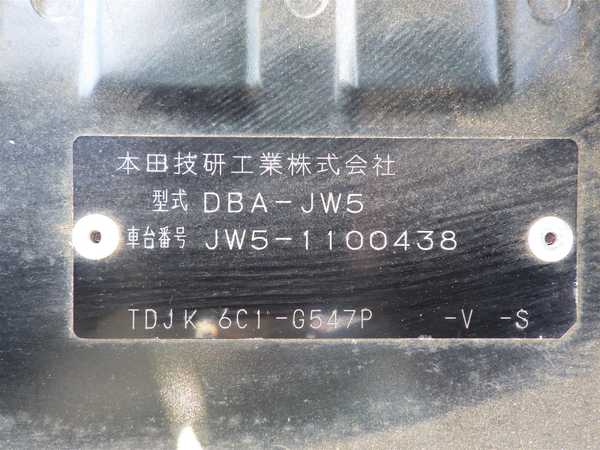 本田技研工業株式会社
型式 DBA-JW5
車台番号 JW5-1100438
TDJK 6C1-G547P -V -S